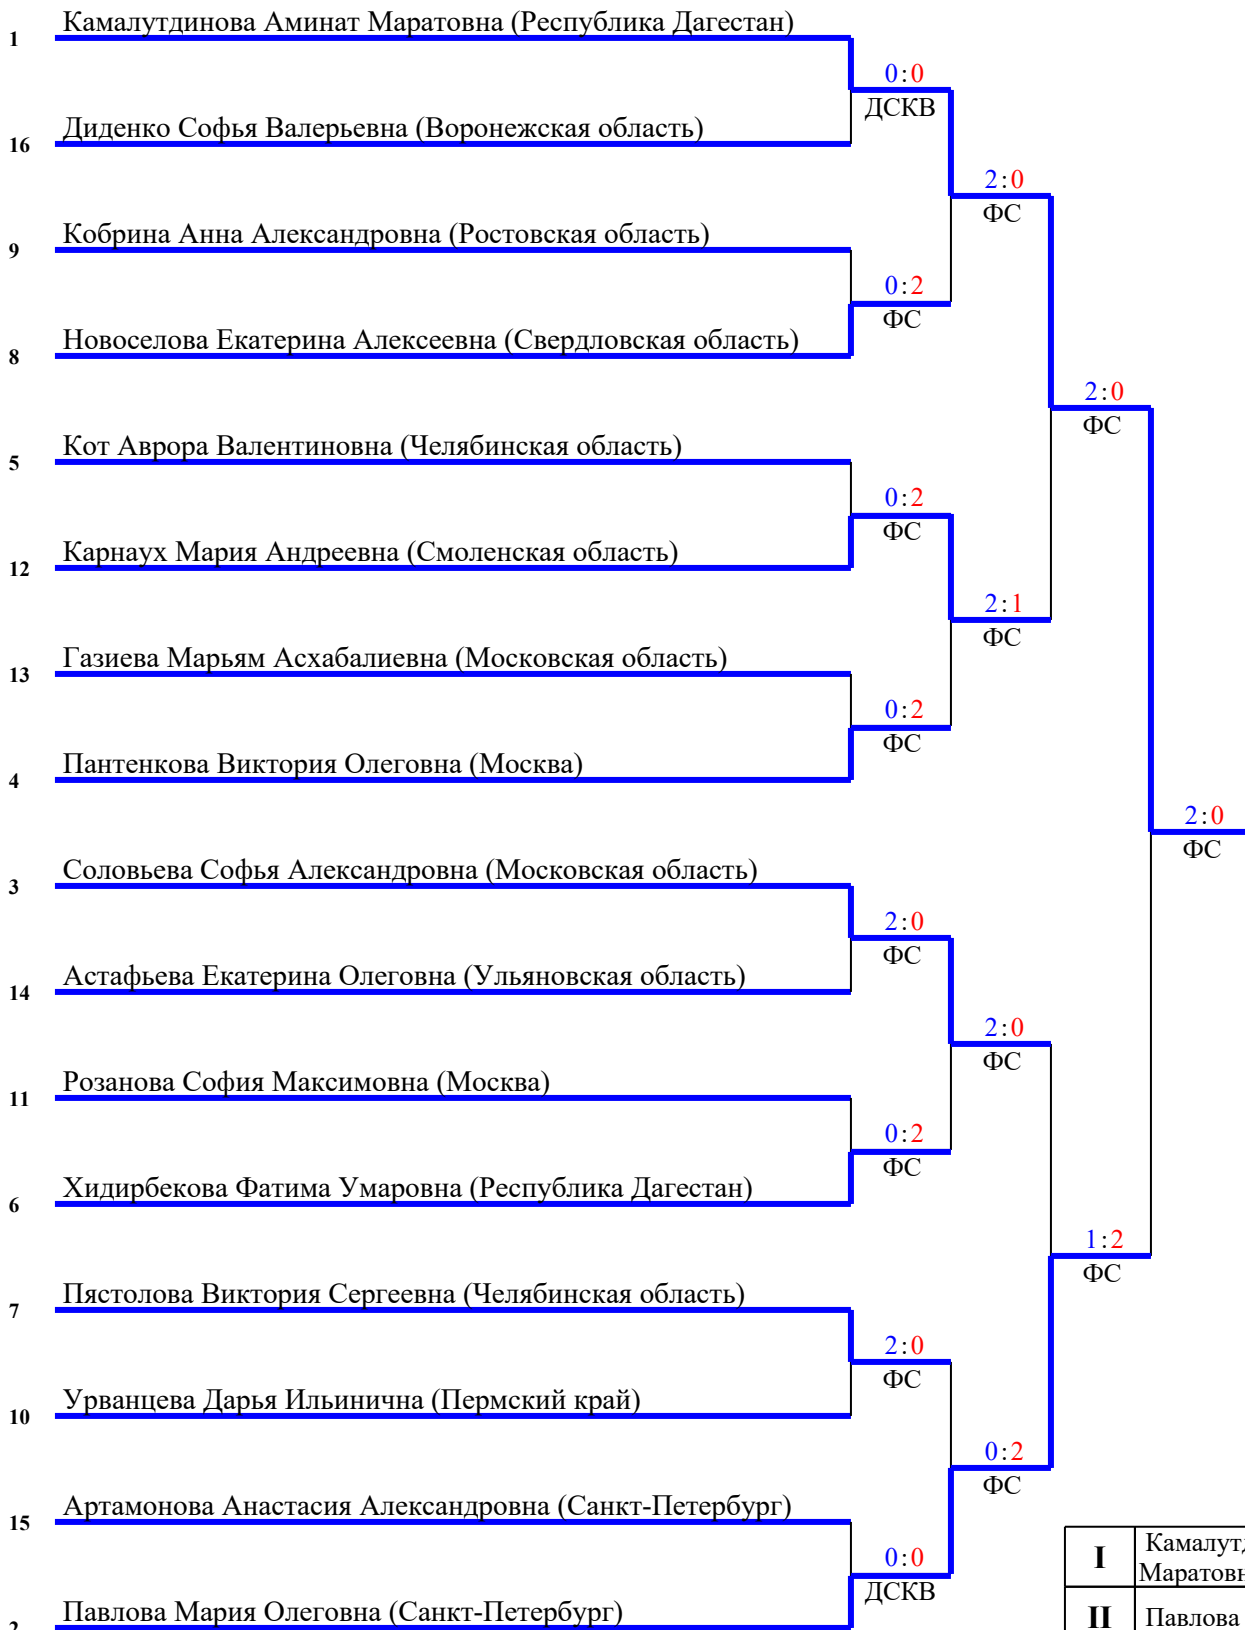 Камалутдинова Аминат Маратовна (Республика Дагестан)
1
0:0
ДСКВ
Диденко Софья Валерьевна (Воронежская область)
16
2:0
ФС
Кобрина Анна Александровна (Ростовская область)
9
0:2
ФС
Новоселова Екатерина Алексеевна (Свердловская область)
8
2:0
ФС
Кот Аврора Валентиновна (Челябинская область)
5
0:2
ФС
Карнаух Мария Андреевна (Смоленская область)
12
2:1
ФС
Газиева Марьям Асхабалиевна (Московская область)
13
0:2
ФС
Пантенкова Виктория Олеговна (Москва)
4
2:0
ФС
Соловьева Софья Александровна (Московская область)
3
2:0
ФС
Астафьева Екатерина Олеговна (Ульяновская область)
14
2:0
ФС
Розанова София Максимовна (Москва)
11
0:2
ФС
Хидирбекова Фатима Умаровна (Республика Дагестан)
6
1:2
ФС
Пястолова Виктория Сергеевна (Челябинская область)
7
2:0
ФС
Урванцева Дарья Ильинична (Пермский край)
10
0:2
ФС
Артамонова Анастасия Александровна (Санкт-Петербург)
15
0:0
ДСКВ
Павлова Мария Олеговна (Санкт-Петербург)
2
I
Камалутд
Маратовн
II Павлова